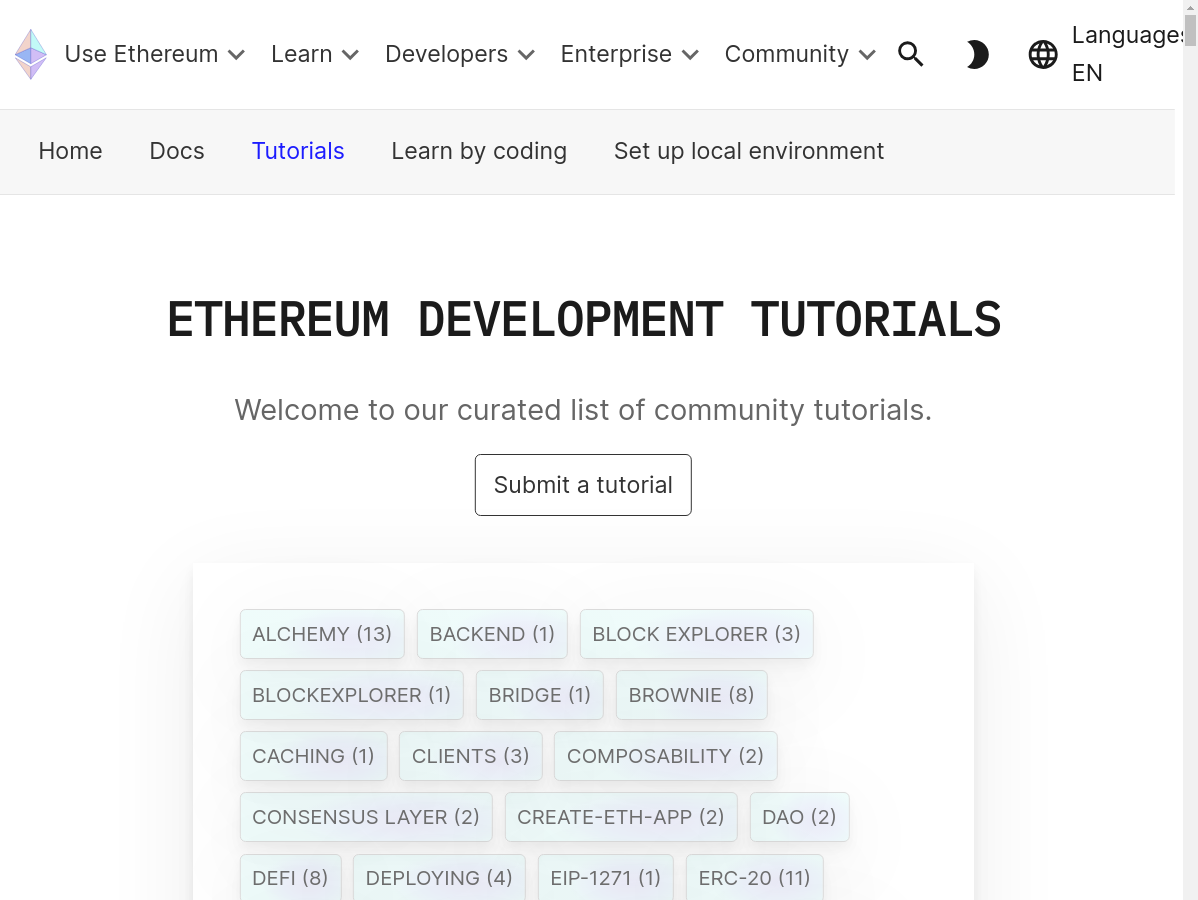 Use Ethereum Learn Developers Enterprise Community Languages EN
Home Docs Tutorials Learn by coding Set up local environment
ETHEREUM DEVELOPMENT TUTORIALS
Welcome to our curated list of community tutorials.
Submit a tutorial
ALCHEMY (13) BACKEND (1) BLOCK EXPLORER (3)
BLOCKEXPLORER (1) BRIDGE (1) BROWNIE (8)
CACHING (1) CLIENTS (3) COMPOSABILITY (2)
CONSENSUS LAYER (2) CREATE-ETH-APP (2) DAO (2)
DEFI (8) DEPLOYING (4) EIP-1271 (1) ERC-20 (11)